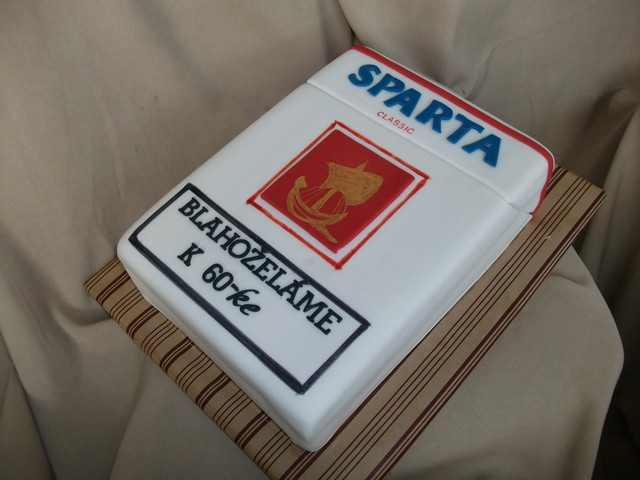 SPARTA
CLASSIC
BLAHOŽELÁME
K 60-ke